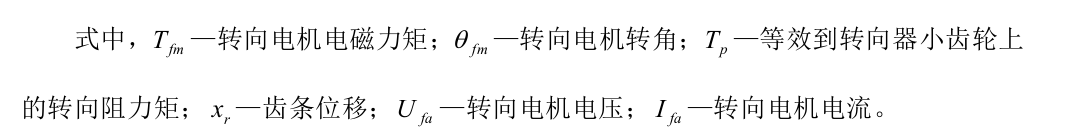 式中，T_fm —转向电机电磁力矩；θ_fm —转向电机转角；T_p —等效到转向器小齿轮上
的转向阻力矩；x_r —齿条位移；U_fa —转向电机电压；I_fa —转向电机电流。